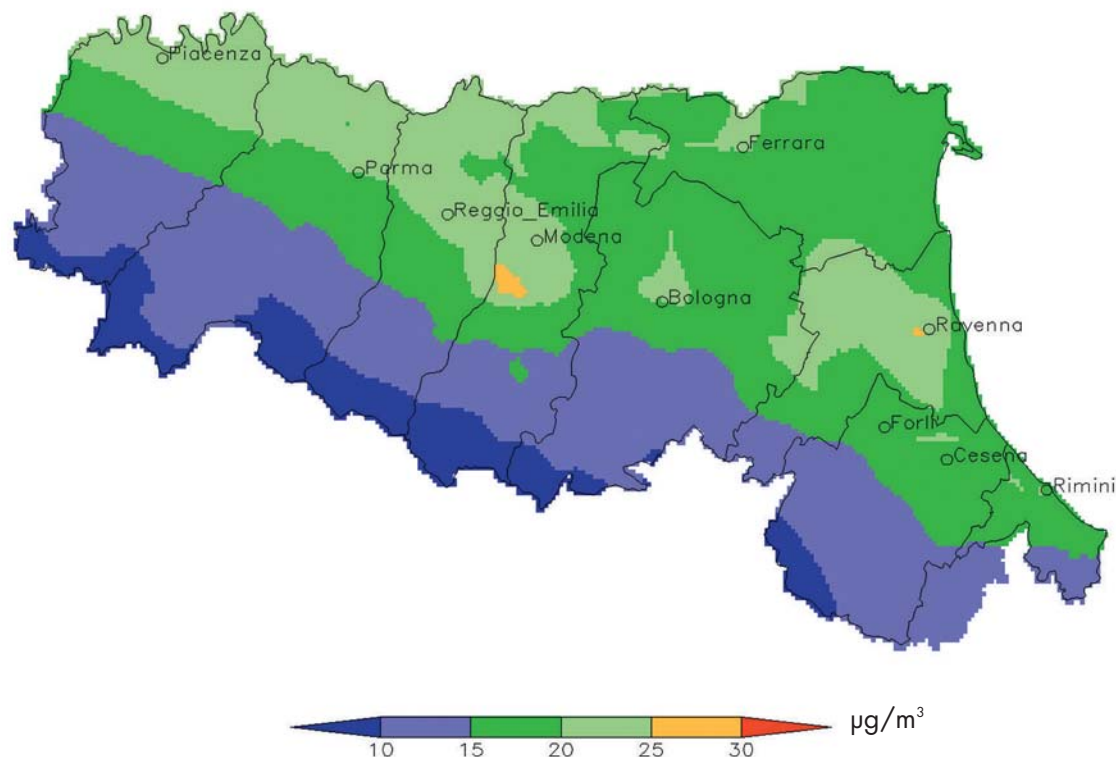 Piacenza
Ferrara
Parma
Reggio_Emilia
Modena
Bologna
Ravenna
Forlì
Cesena
Rimini
µg/m³
10 15 20 25 30